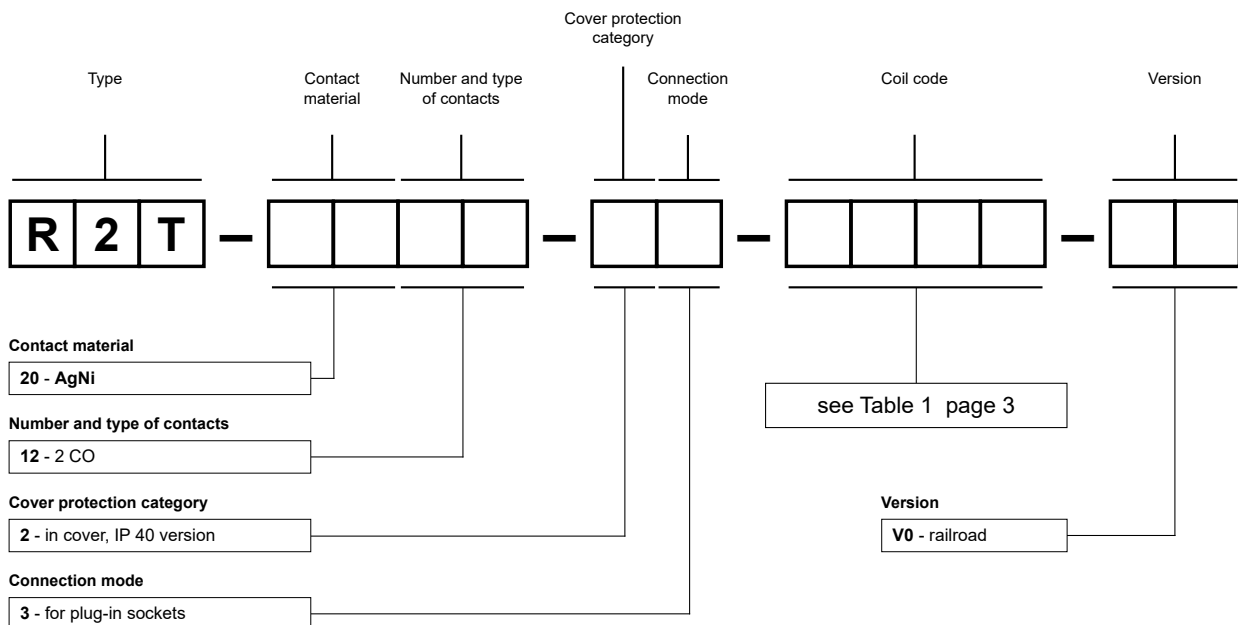 Cover protection
category
Type
Contact
material
Number and type
of contacts
Connection
mode
Coil code
Version
R 2 T – – – –
Contact material
20 - AgNi
see Table 1 page 3
Number and type of contacts
12 - 2 CO
Cover protection category
2 - in cover, IP 40 version
Version
V0 - railroad
Connection mode
3 - for plug-in sockets